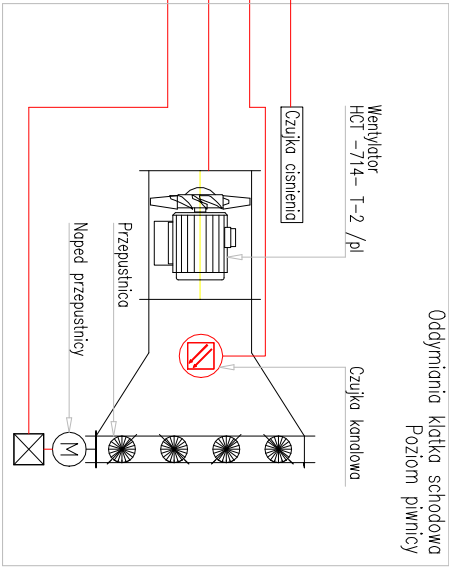 Oddymiania klatka schodowa
Poziom piwnicy
Wentylator
HCT -714- T-2 /pl
Czujka cisnienia
Czujka kanalowa
Przepustnica
Naped przepustnicy
M